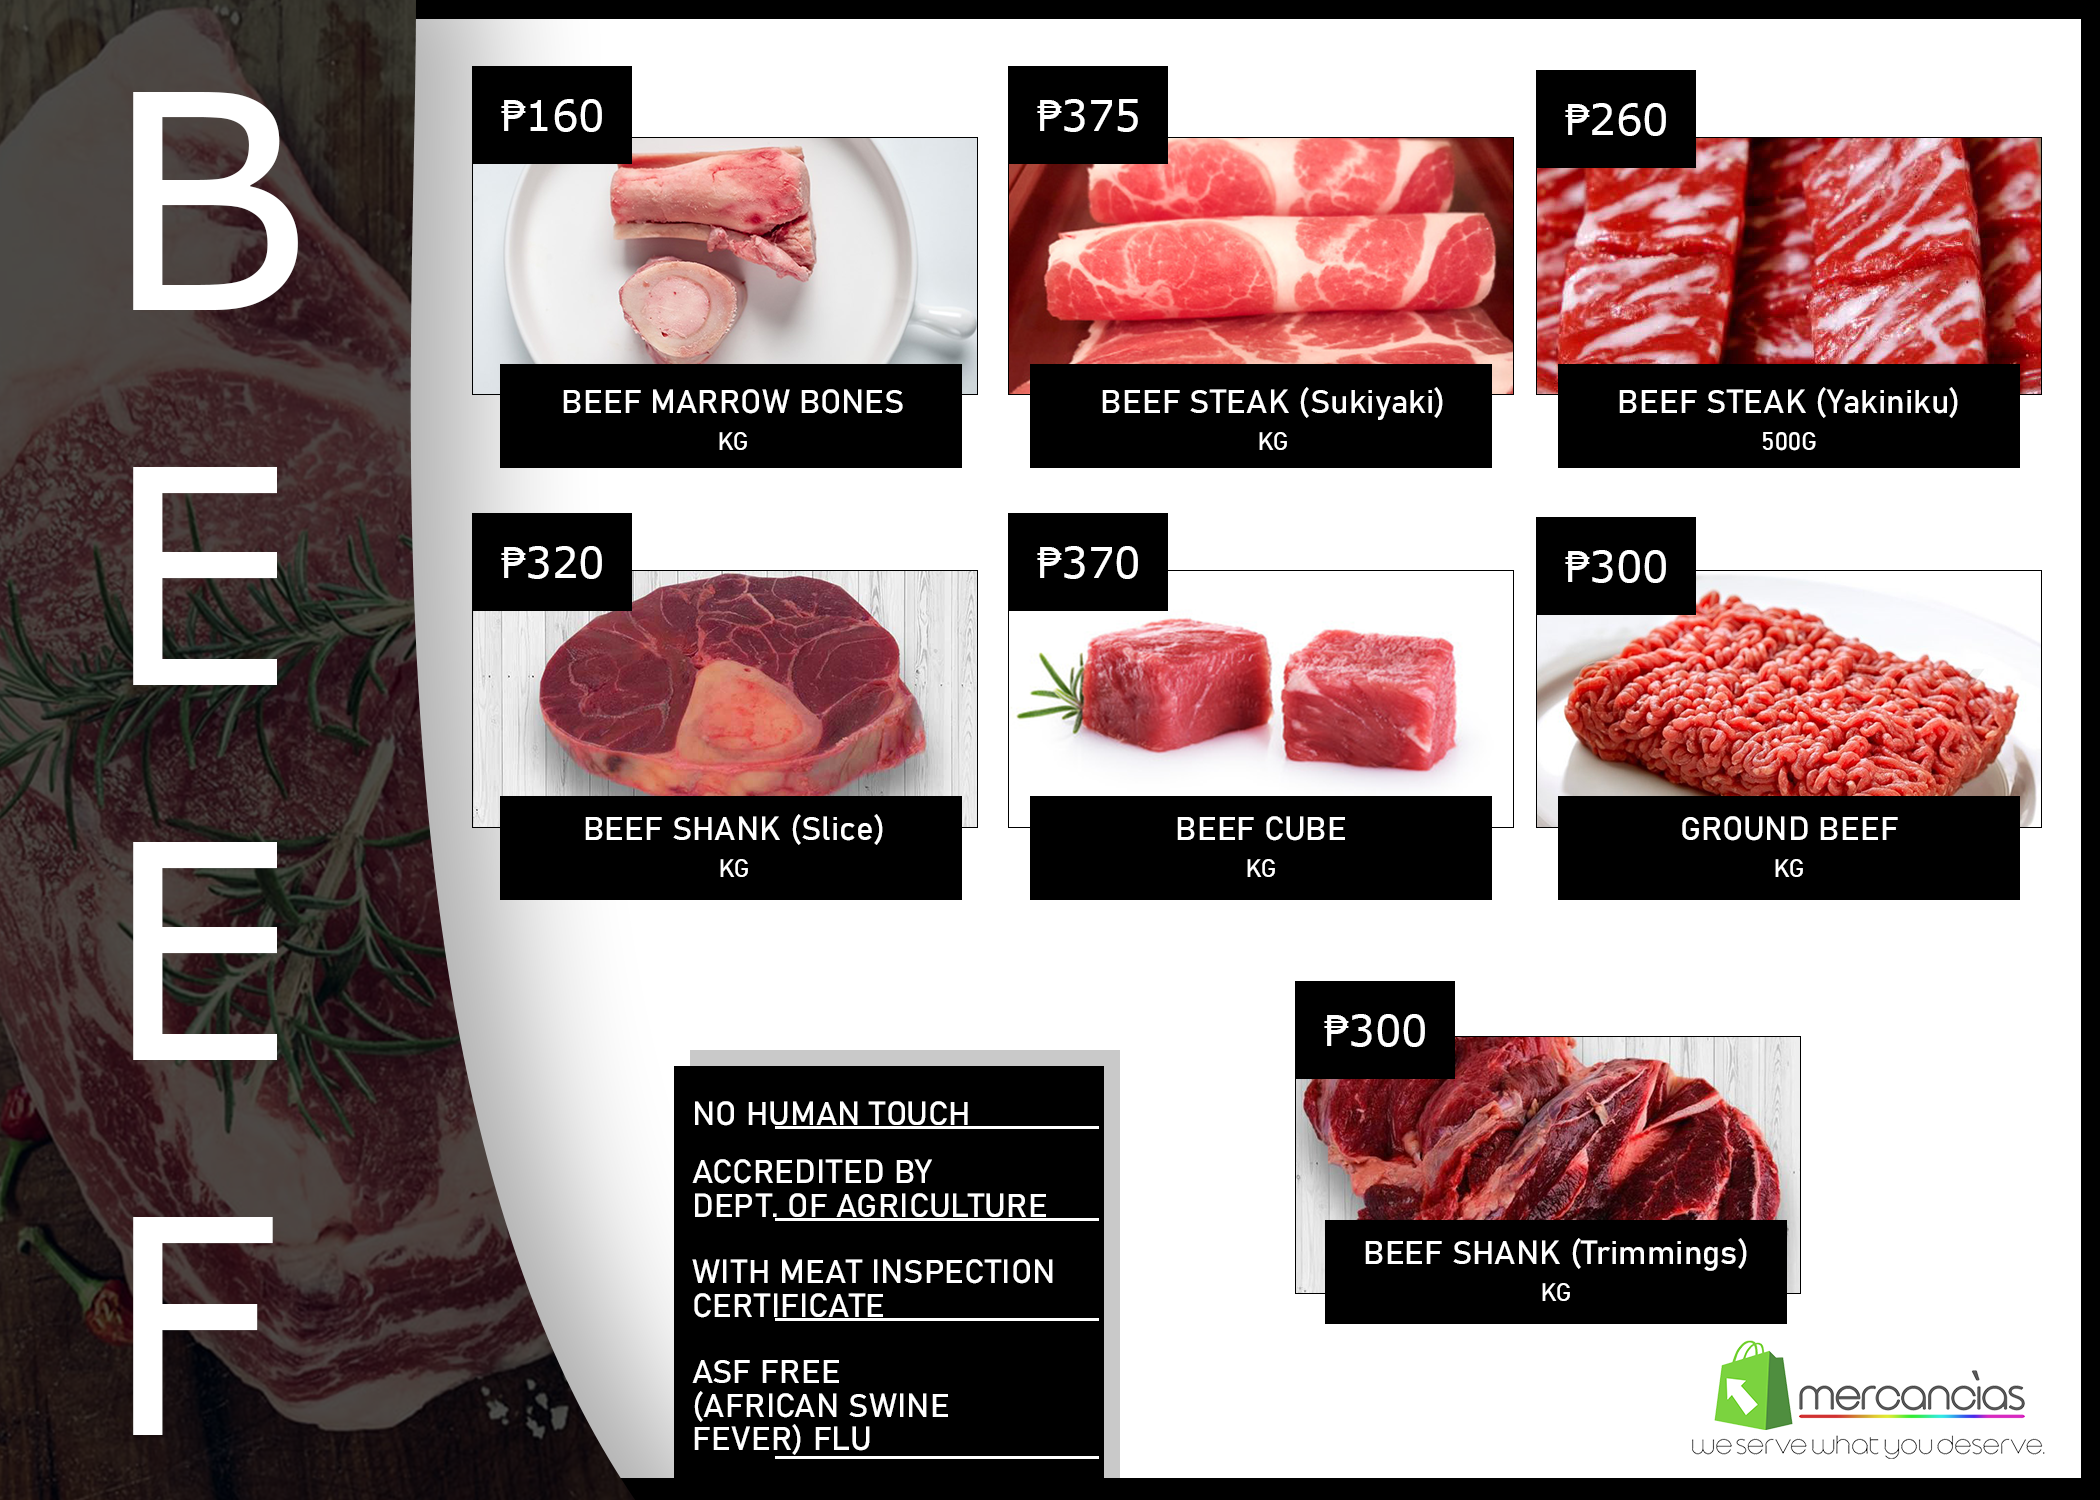 BEEF
₱160
BEEF MARROW BONES
KG
₱375
BEEF STEAK (Sukiyaki)
KG
₱260
BEEF STEAK (Yakiniku)
500G
₱320
BEEF SHANK (Slice)
KG
₱370
BEEF CUBE
KG
₱300
GROUND BEEF
KG
₱300
BEEF SHANK (Trimmings)
KG
NO HUMAN TOUCH
ACCREDITED BY
DEPT. OF AGRICULTURE
WITH MEAT INSPECTION
CERTIFICATE
ASF FREE
(AFRICAN SWINE
FEVER) FLU
mercancìas
we serve what you deserve.